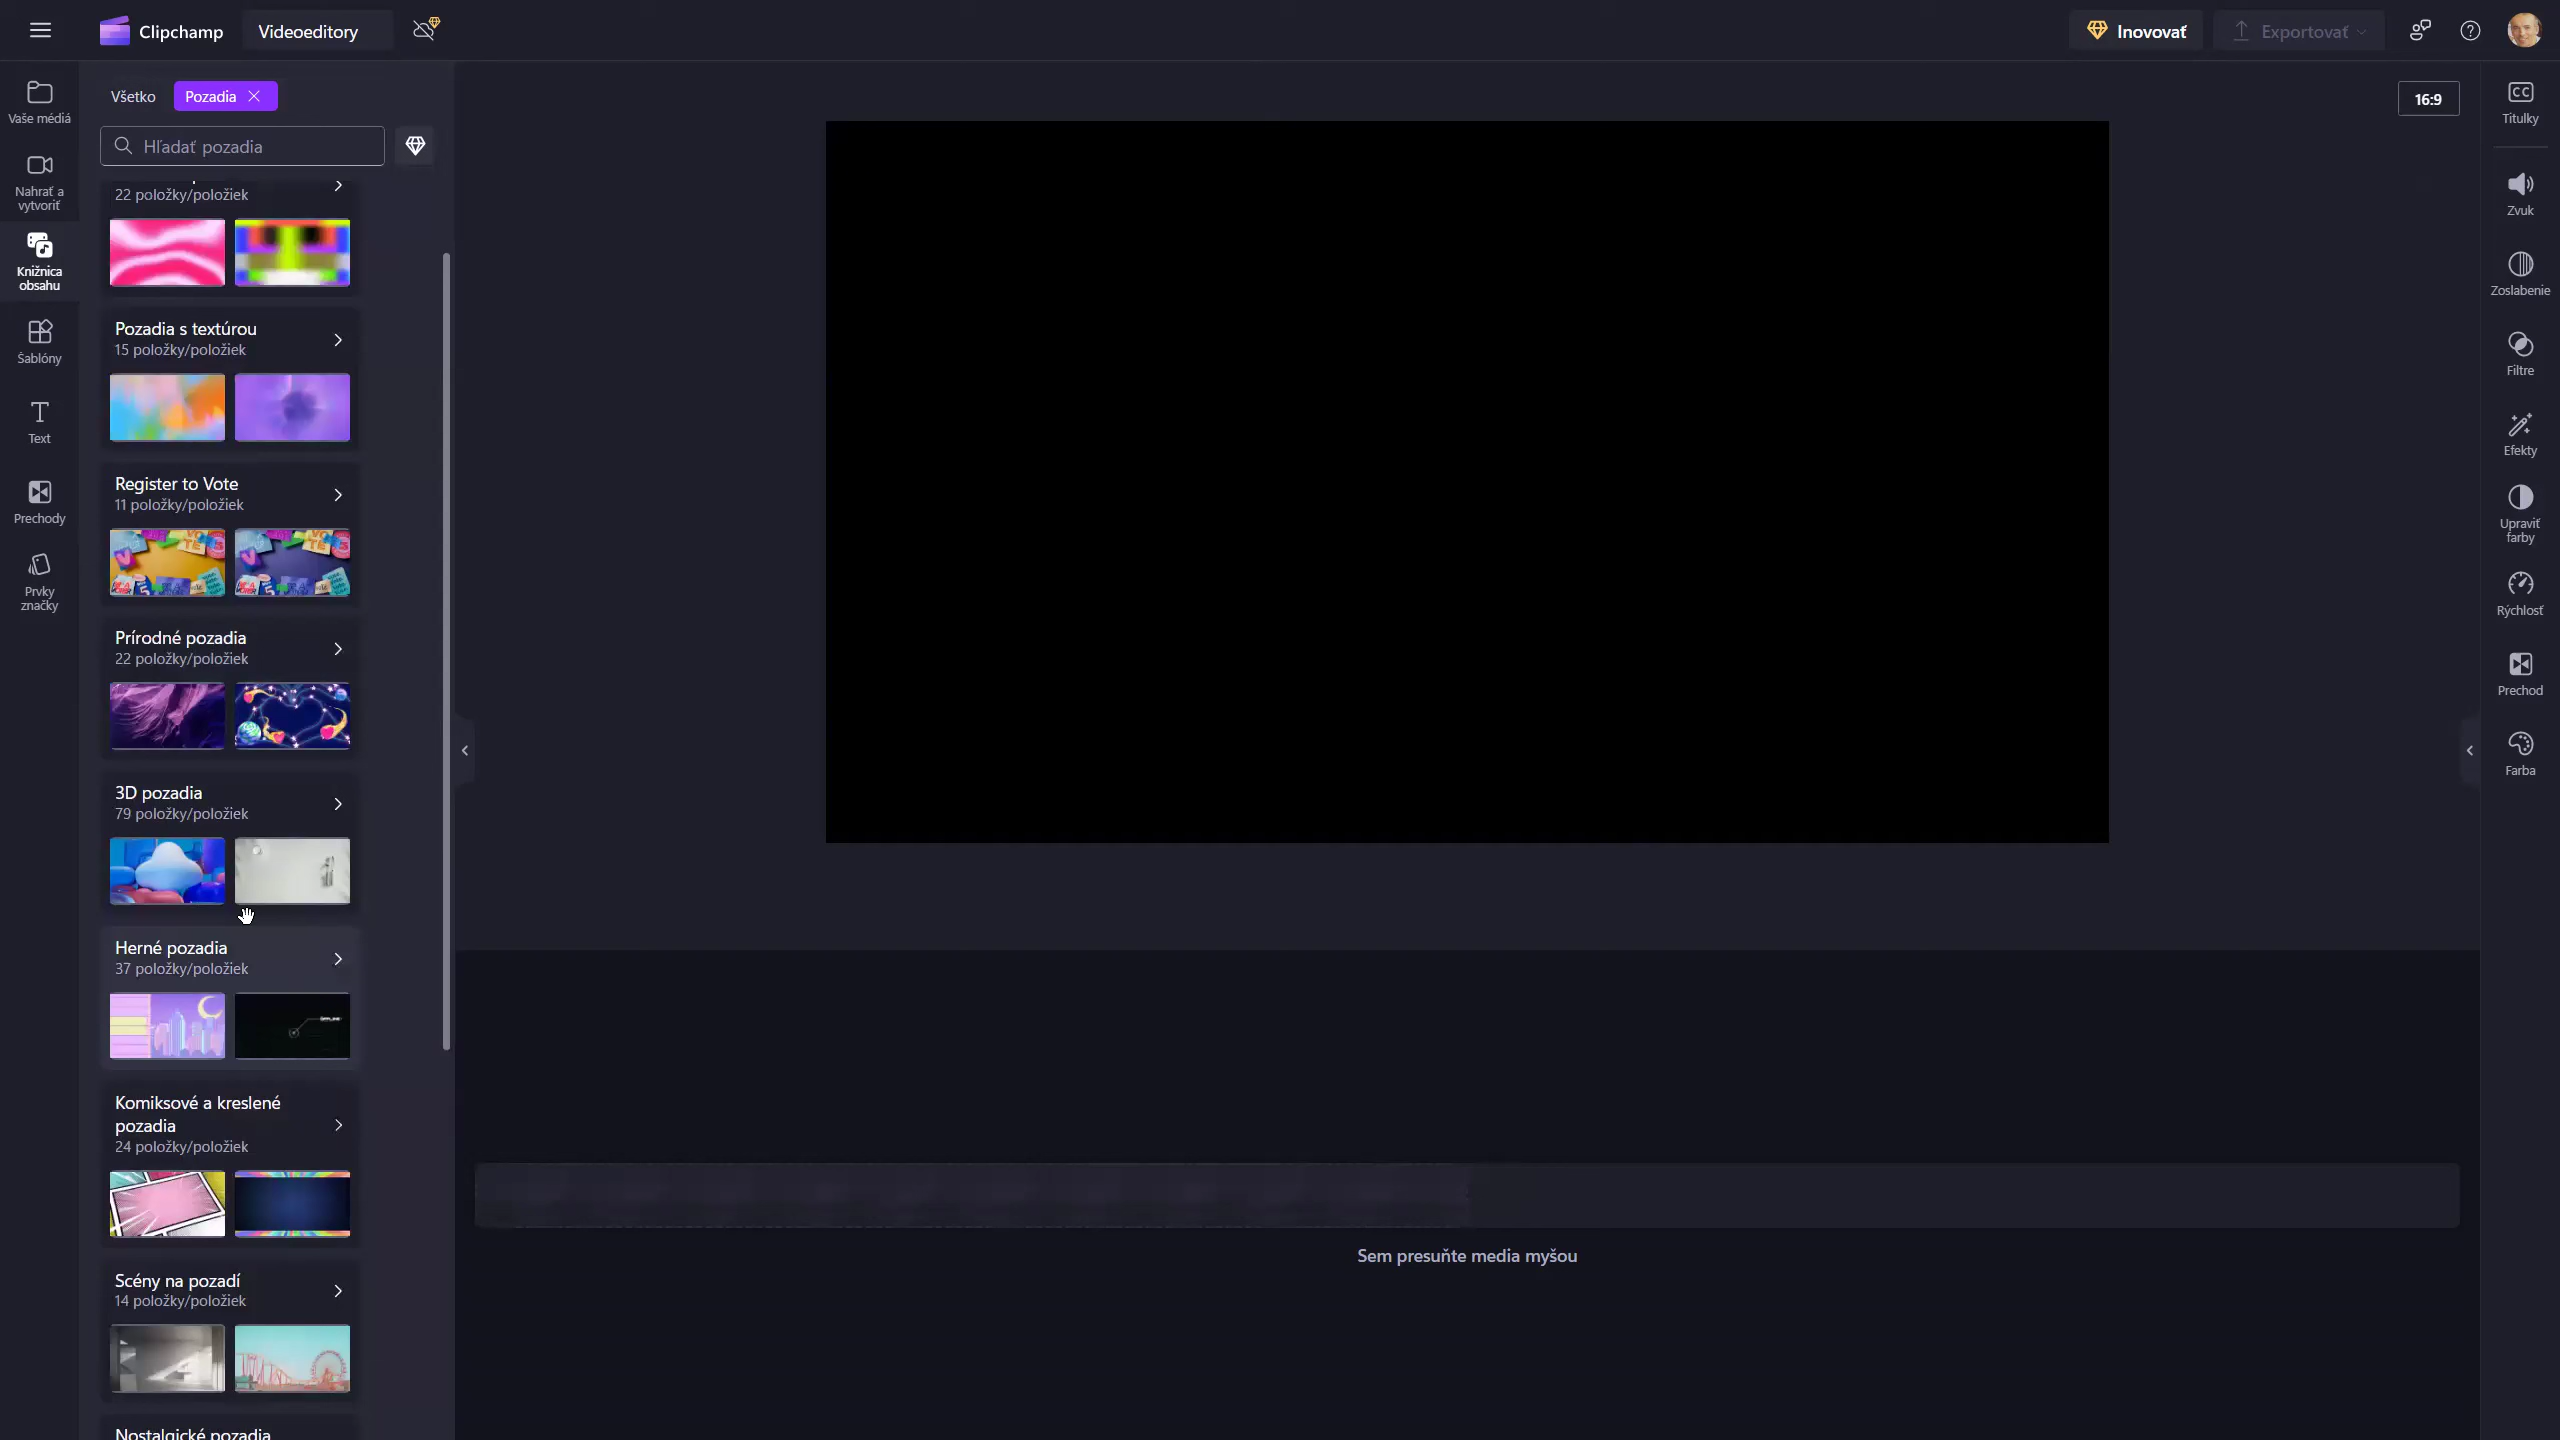 Clipchamp
Videoeditory
Inovovať
Exportovať
Vaše médiá
Nahrať a
vytvoriť
Knižnica
obsahu
Šablóny
Text
Prechody
Prvky
značky
Všetko
Pozadia
Hľadať pozadia
22 položky/položiek
Pozadia s textúrou
15 položky/položiek
Register to Vote
11 položky/položiek
Prírodné pozadia
22 položky/položiek
3D pozadia
79 položky/položiek
Herné pozadia
37 položky/položiek
OFFLINE
Komiksové a kreslené
pozadia
24 položky/položiek
Scény na pozadí
14 položky/položiek
Nostalgické pozadia
16:9
Sem presuňte media myšou
CC
Titulky
Zvuk
Zoslabenie
Filtre
Efekty
Upraviť
farby
Rýchlosť
Prechod
Farba